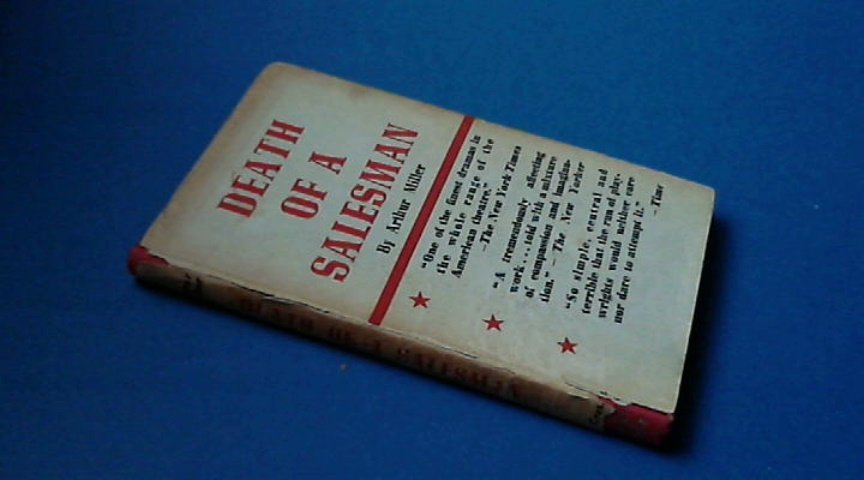 DEATH
OF A
SALESMAN
By Arthur Miller
"One of the finest dramas in
the whole range of the
American theatre."
—The New York Times
"A tremendously affecting
work . . . told with a mixture
of compassion and imagina-
tion." — The New Yorker
"So simple, central and
terrible that the run of play-
wrights would neither care
nor dare to attempt it."
— Time
DEATH OF A SALESMAN